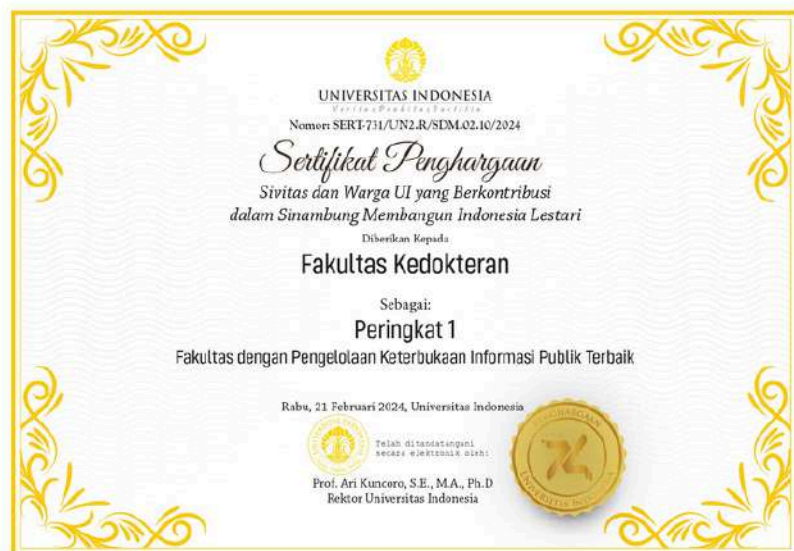 UNIVERSITAS INDONESIA
Veritas Probitas Iustitia
Nomor: SERT-731/UN2.R/SDM.02.10/2024
Sertifikat Penghargaan
Sivitas dan Warga UI yang Berkontribusi
dalam Sinambung Membangun Indonesia Lestari
Diberikan Kepada
Fakultas Kedokteran
Sebagai:
Peringkat 1
Fakultas dengan Pengelolaan Keterbukaan Informasi Publik Terbaik
Rabu, 21 Februari 2024, Universitas Indonesia
Telah ditandatangani
secara elektronik oleh:
Prof. Ari Kuncoro, S.E., M.A., Ph.D
Rektor Universitas Indonesia
PENGHARGAAN
74
UNIVERSITAS INDONESIA